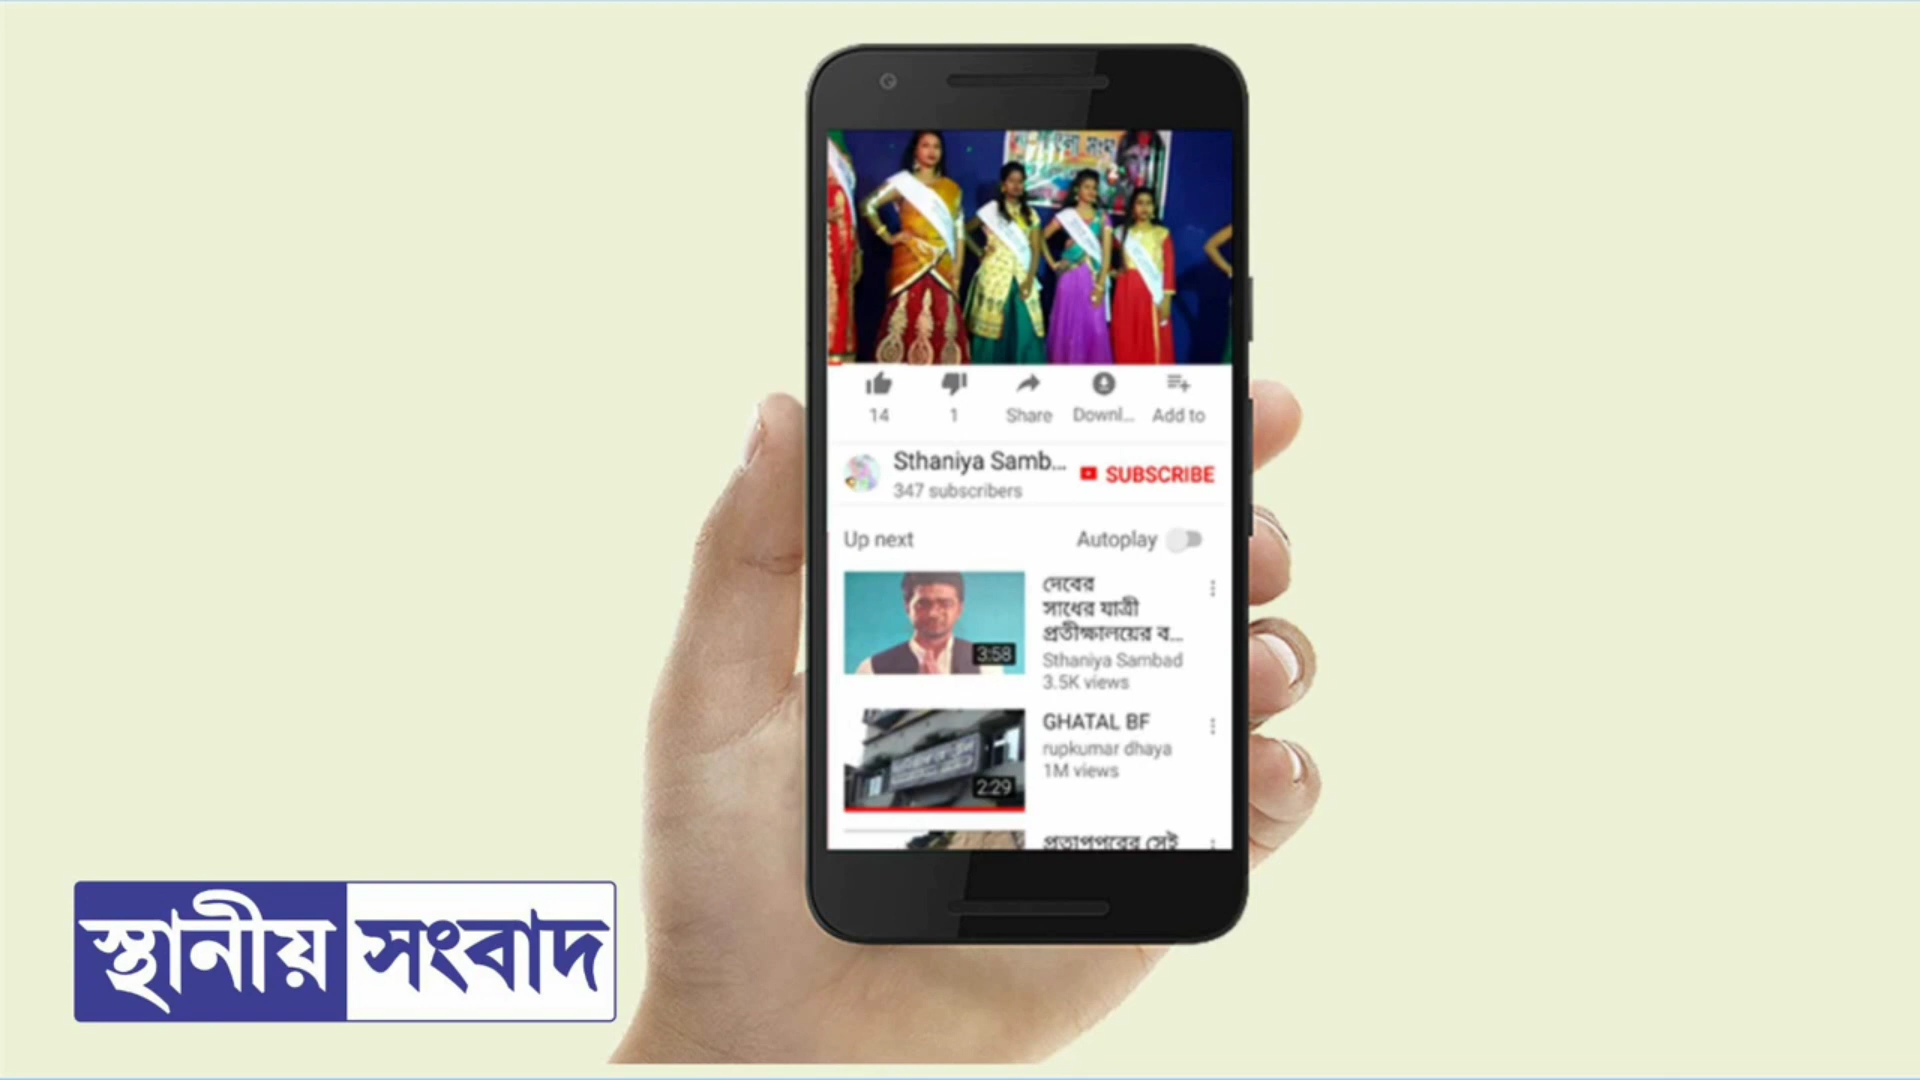 14
1
Share
Downl...
Add to
Sthaniya Samb...
347 subscribers
SUBSCRIBE
Up next
Autoplay
3:58
দেবের
সাধের যাত্রী
প্রতীক্ষালয়ের ব...
Sthaniya Sambad
3.5K views
2:29
GHATAL BF
rupkumar dhaya
1M views
স্থানীয় সংবাদ